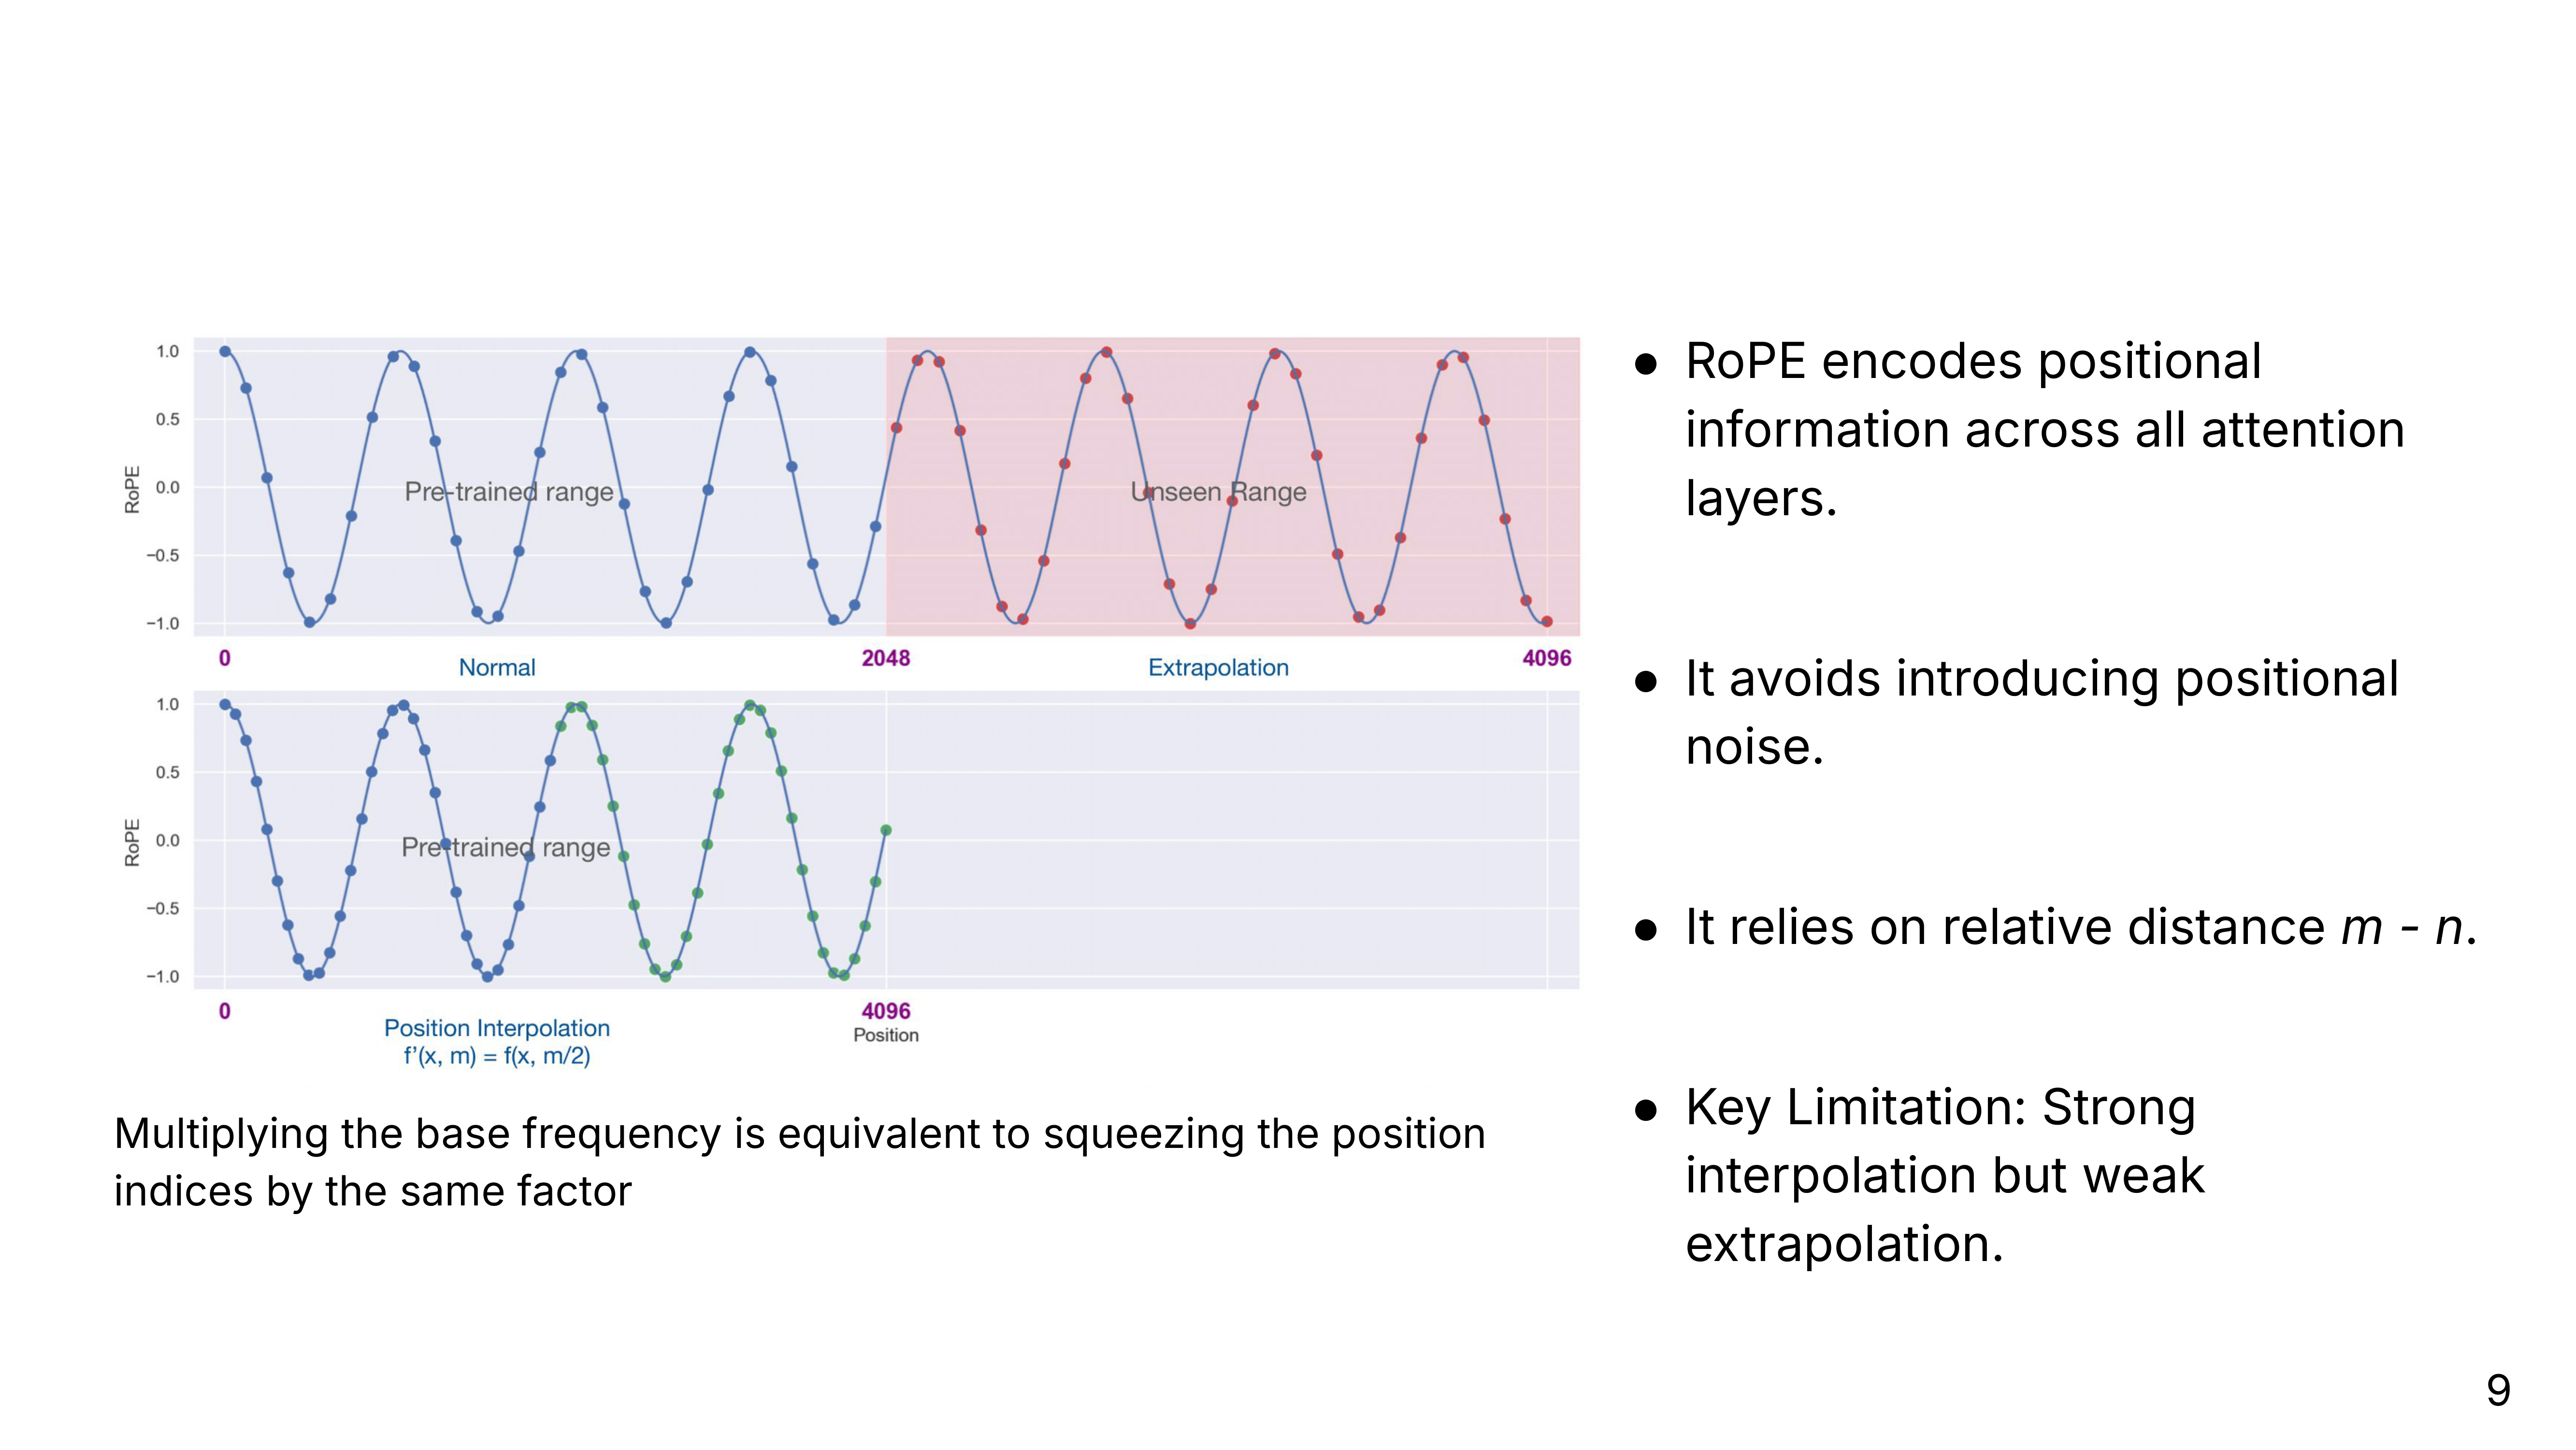 1.0
0.5
RoPE
0.0
−0.5
−1.0
Pre-trained range
Unseen Range
0
2048
4096
Normal
Extrapolation
1.0
0.5
RoPE
0.0
−0.5
−1.0
Pre-trained range
0
4096
Position Interpolation
Position
f’(x, m) = f(x, m/2)
Multiplying the base frequency is equivalent to squeezing the position
indices by the same factor
● RoPE encodes positional
information across all attention
layers.
● It avoids introducing positional
noise.
● It relies on relative distance m - n.
● Key Limitation: Strong
interpolation but weak
extrapolation.
9